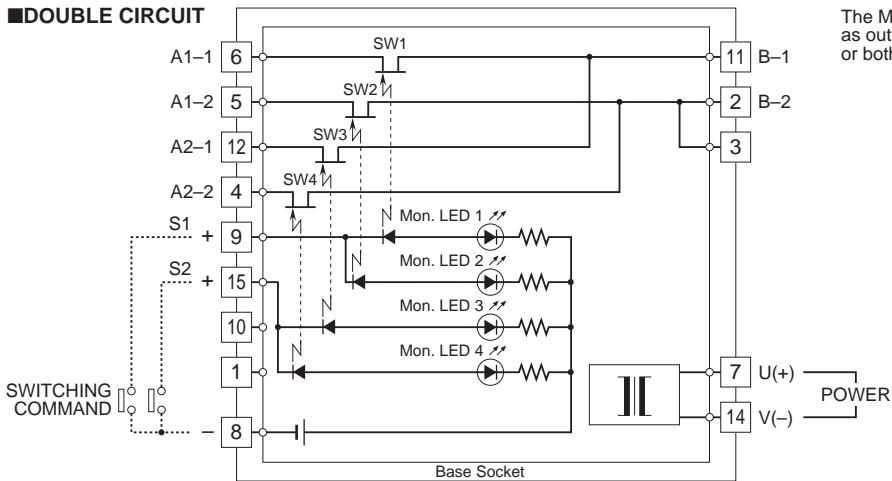 ■DOUBLE CIRCUIT
The M
as out
or both
A1–1 6 SW1 11 B–1
A1–2 5 SW2 2 B–2
A2–1 12 SW3 3
A2–2 4 SW4
S1 + 9 Mon. LED 1
S2 + 15 Mon. LED 2
10 Mon. LED 3
1 Mon. LED 4 7 U(+)
POWER
SWITCHING
COMMAND
– 8 14 V(–)
Base Socket